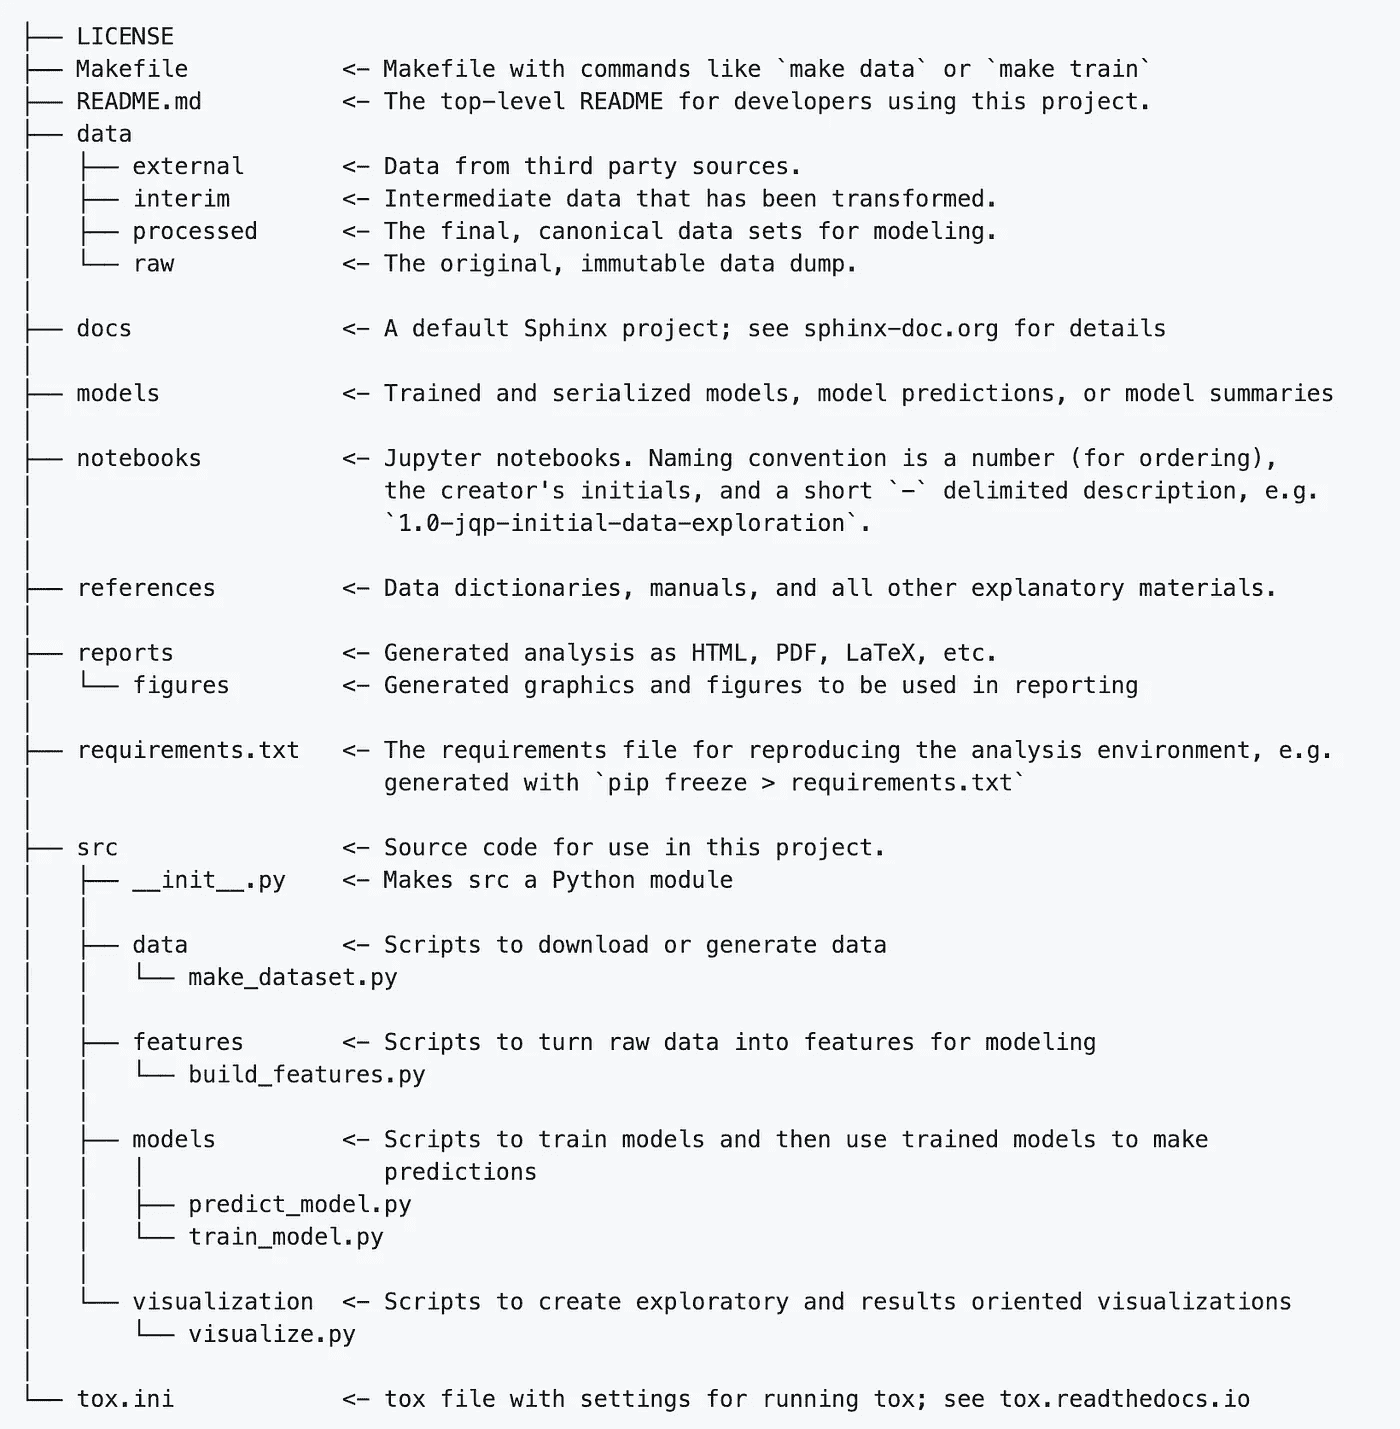 ├── LICENSE
├── Makefile           <- Makefile with commands like `make data` or `make train`
├── README.md          <- The top-level README for developers using this project.
├── data
│   ├── external       <- Data from third party sources.
│   ├── interim        <- Intermediate data that has been transformed.
│   ├── processed      <- The final, canonical data sets for modeling.
│   └── raw            <- The original, immutable data dump.
│
├── docs               <- A default Sphinx project; see sphinx-doc.org for details
│
├── models             <- Trained and serialized models, model predictions, or model summaries
│
├── notebooks          <- Jupyter notebooks. Naming convention is a number (for ordering),
│                         the creator's initials, and a short `-` delimited description, e.g.
│                         `1.0-jqp-initial-data-exploration`.
│
├── references         <- Data dictionaries, manuals, and all other explanatory materials.
│
├── reports            <- Generated analysis as HTML, PDF, LaTeX, etc.
│   └── figures        <- Generated graphics and figures to be used in reporting
│
├── requirements.txt   <- The requirements file for reproducing the analysis environment, e.g.
│                         generated with `pip freeze > requirements.txt`
│
├── src                <- Source code for use in this project.
│   ├── __init__.py    <- Makes src a Python module
│   │
│   ├── data           <- Scripts to download or generate data
│   │   └── make_dataset.py
│   │
│   ├── features       <- Scripts to turn raw data into features for modeling
│   │   └── build_features.py
│   │
│   ├── models         <- Scripts to train models and then use trained models to make
│   │   │                 predictions
│   │   ├── predict_model.py
│   │   └── train_model.py
│   │
│   └── visualization  <- Scripts to create exploratory and results oriented visualizations
│       └── visualize.py
│
└── tox.ini            <- tox file with settings for running tox; see tox.readthedocs.io